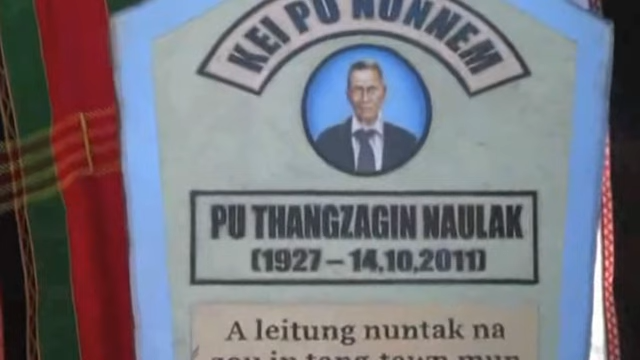 KEI PU NUNNEM
PU THANGZAGIN NAULAK
(1927 – 14,10,2011)
A leitung nuntak na